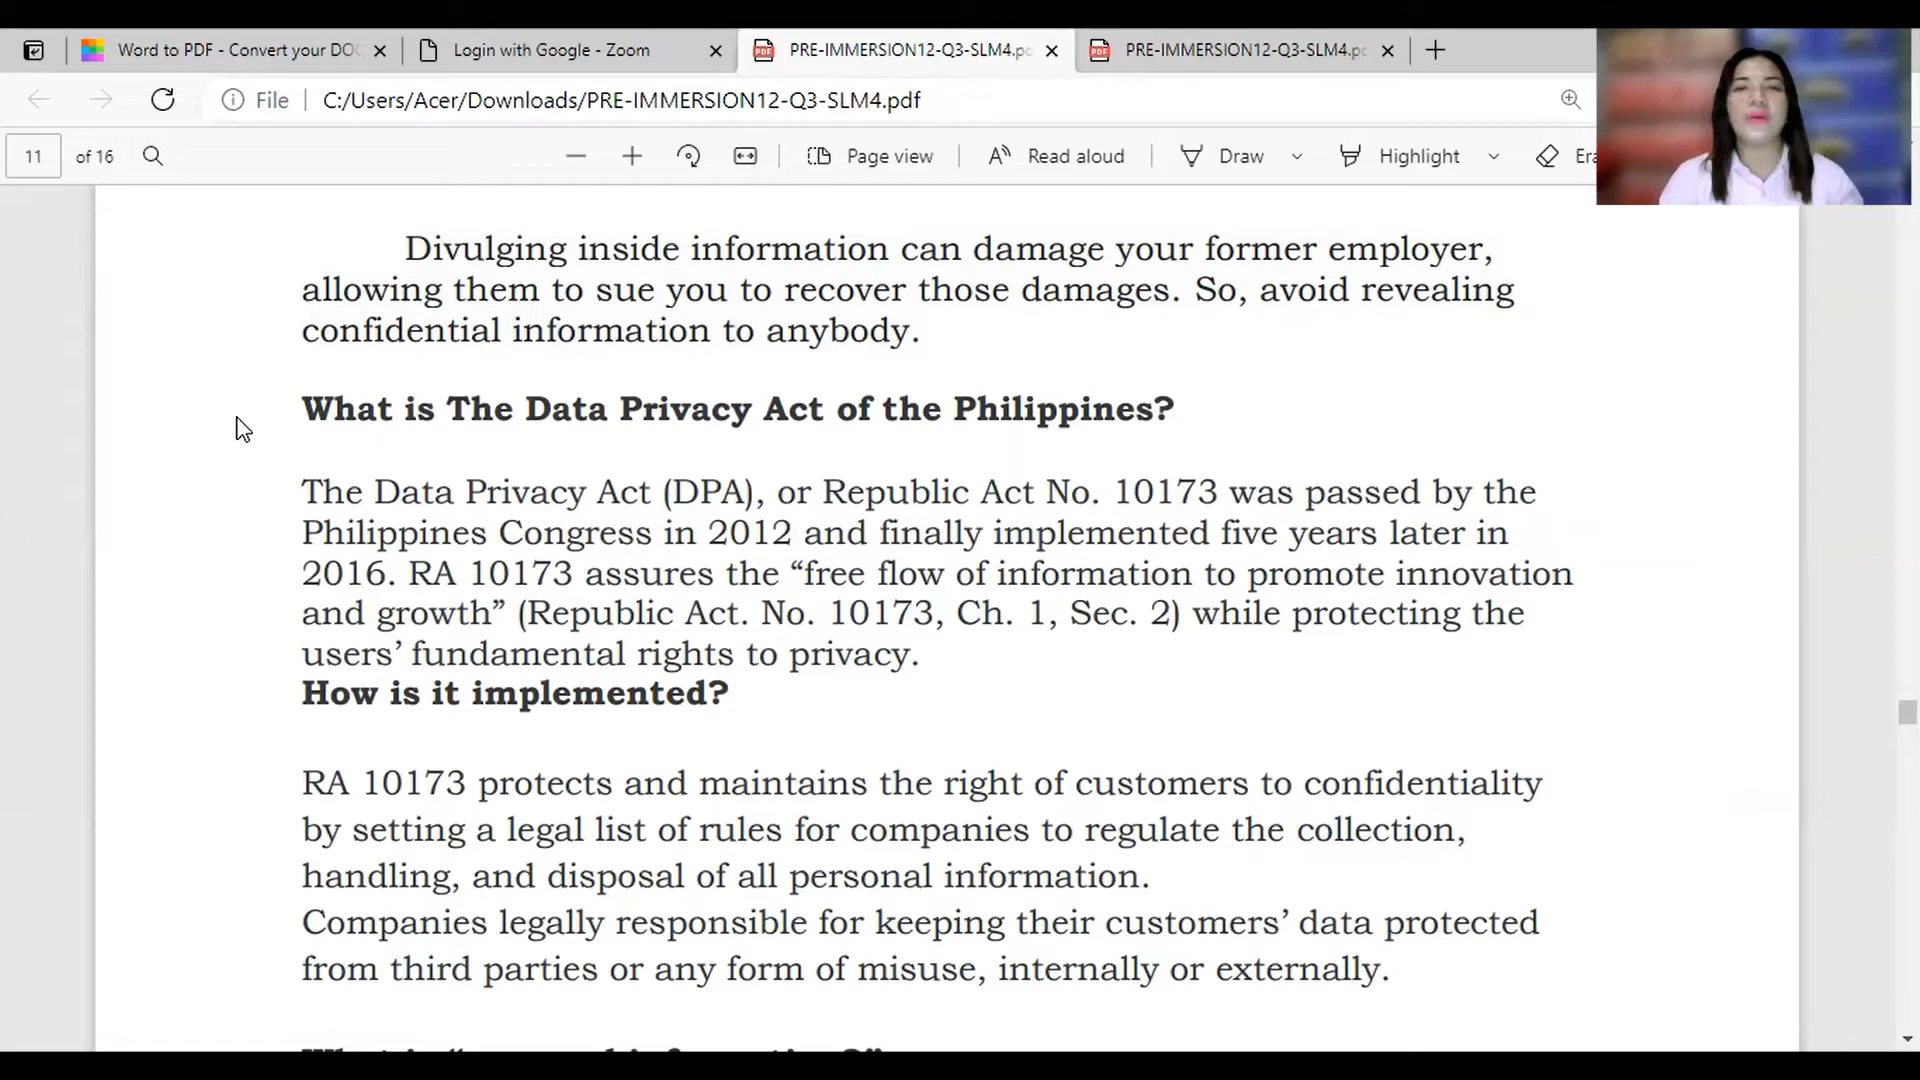 Word to PDF - Convert your DOC
Login with Google - Zoom
PRE-IMMERSION12-Q3-SLM4.pd
PRE-IMMERSION12-Q3-SLM4.pd
File
C:/Users/Acer/Downloads/PRE-IMMERSION12-Q3-SLM4.pdf
11 of 16
Page view
Read aloud
Draw
Highlight
Era
Divulging inside information can damage your former employer,
allowing them to sue you to recover those damages. So, avoid revealing
confidential information to anybody.
What is The Data Privacy Act of the Philippines?
The Data Privacy Act (DPA), or Republic Act No. 10173 was passed by the
Philippines Congress in 2012 and finally implemented five years later in
2016. RA 10173 assures the “free flow of information to promote innovation
and growth” (Republic Act. No. 10173, Ch. 1, Sec. 2) while protecting the
users’ fundamental rights to privacy.
How is it implemented?
RA 10173 protects and maintains the right of customers to confidentiality
by setting a legal list of rules for companies to regulate the collection,
handling, and disposal of all personal information.
Companies legally responsible for keeping their customers’ data protected
from third parties or any form of misuse, internally or externally.